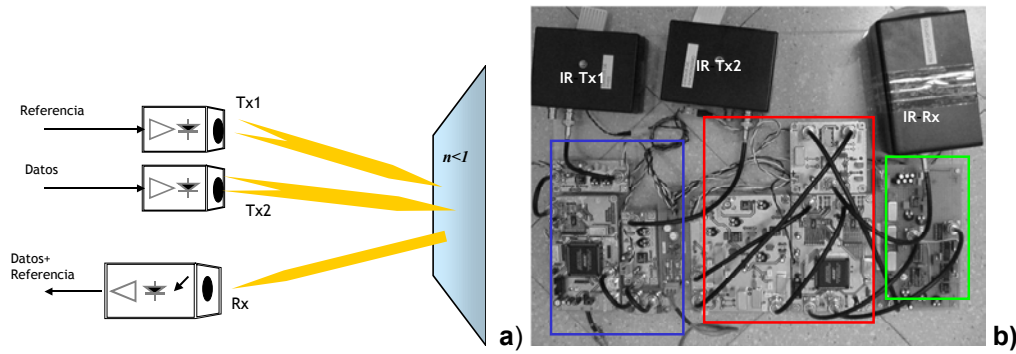 Referencia
Tx1
Datos
Tx2
n<1
Datos+
Referencia
Rx
a)
IR Tx1
IR Tx2
IR-Rx
b)